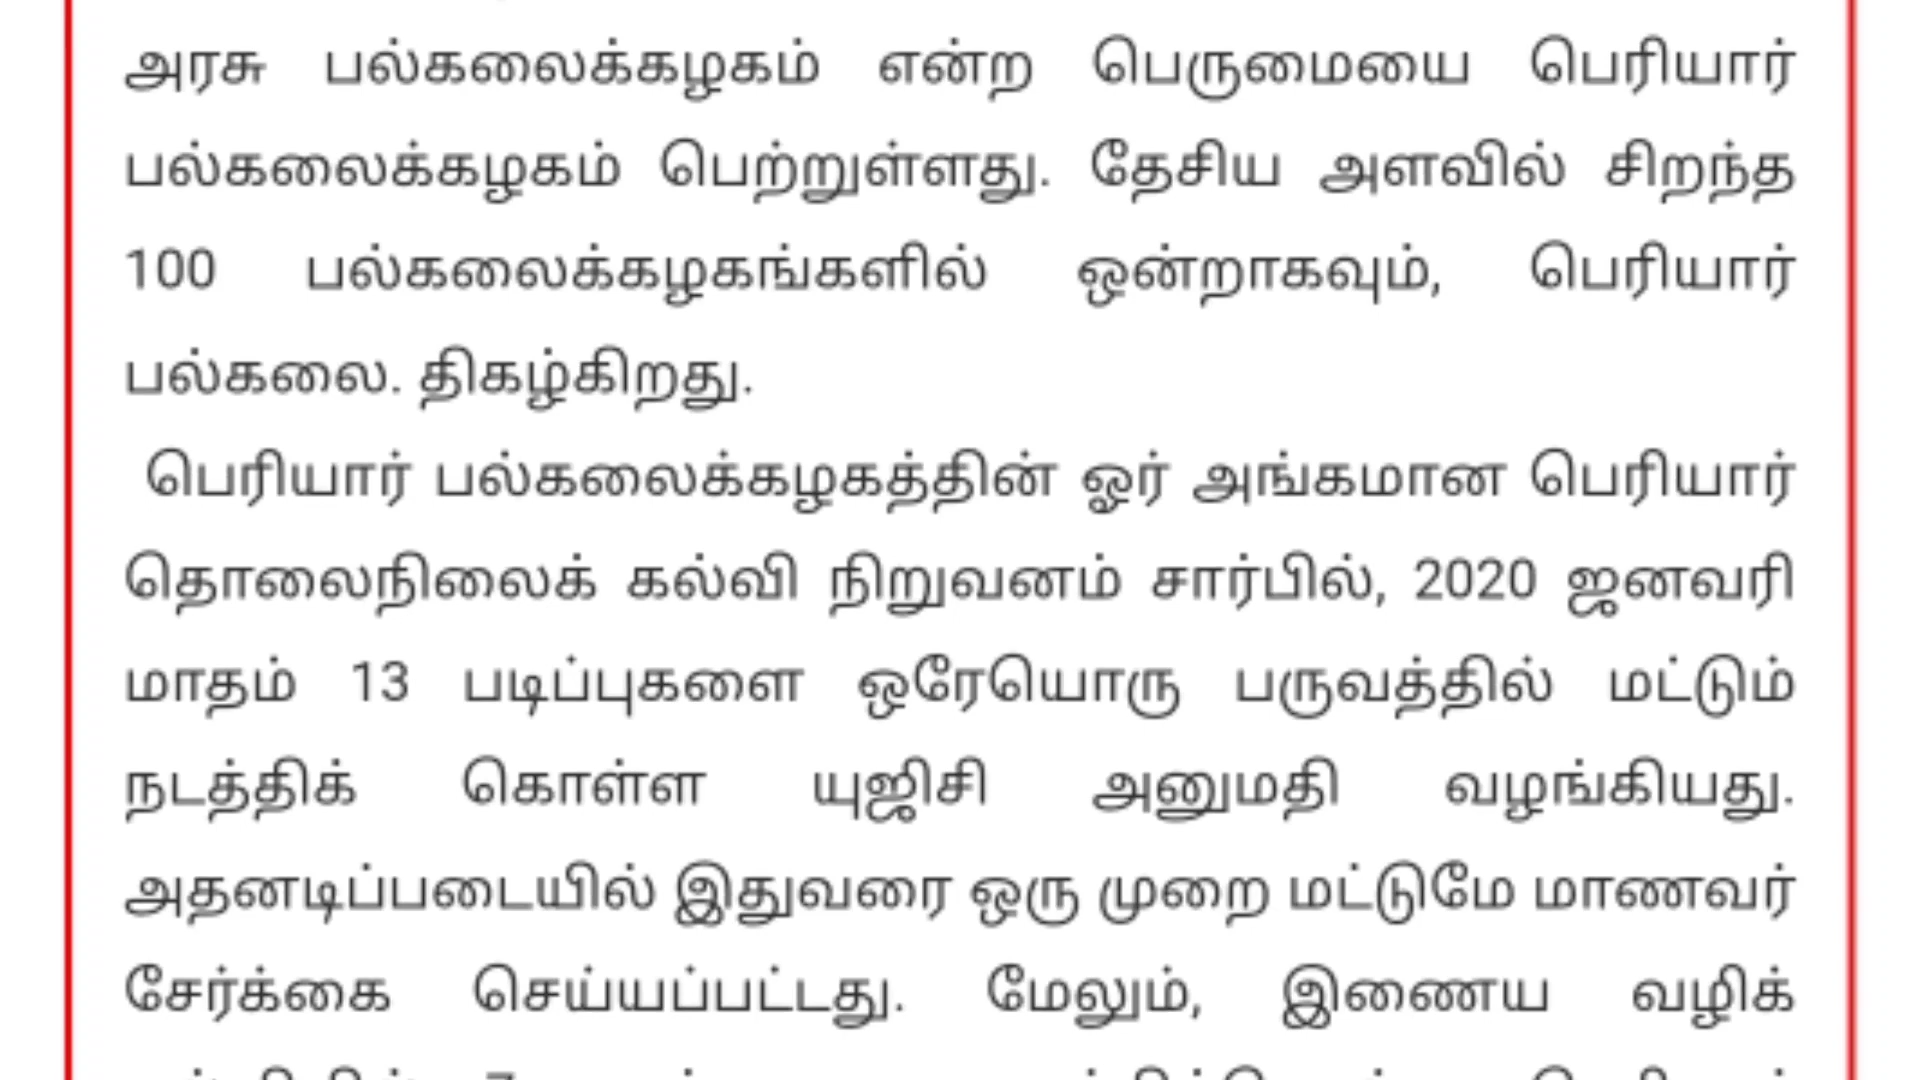 அரசு பல்கலைக்கழகம் என்ற பெருமையை பெரியார்
பல்கலைக்கழகம் பெற்றுள்ளது. தேசிய அளவில் சிறந்த
100 பல்கலைக்கழகங்களில் ஒன்றாகவும், பெரியார்
பல்கலை. திகழ்கிறது.
பெரியார் பல்கலைக்கழகத்தின் ஓர் அங்கமான பெரியார்
தொலைநிலைக் கல்வி நிறுவனம் சார்பில், 2020 ஜனவரி
மாதம் 13 படிப்புகளை ஒரேயொரு பருவத்தில் மட்டும்
நடத்திக் கொள்ள யுஜிசி அனுமதி வழங்கியது.
அதனடிப்படையில் இதுவரை ஒரு முறை மட்டுமே மாணவர்
சேர்க்கை செய்யப்பட்டது. மேலும், இணைய வழிக்